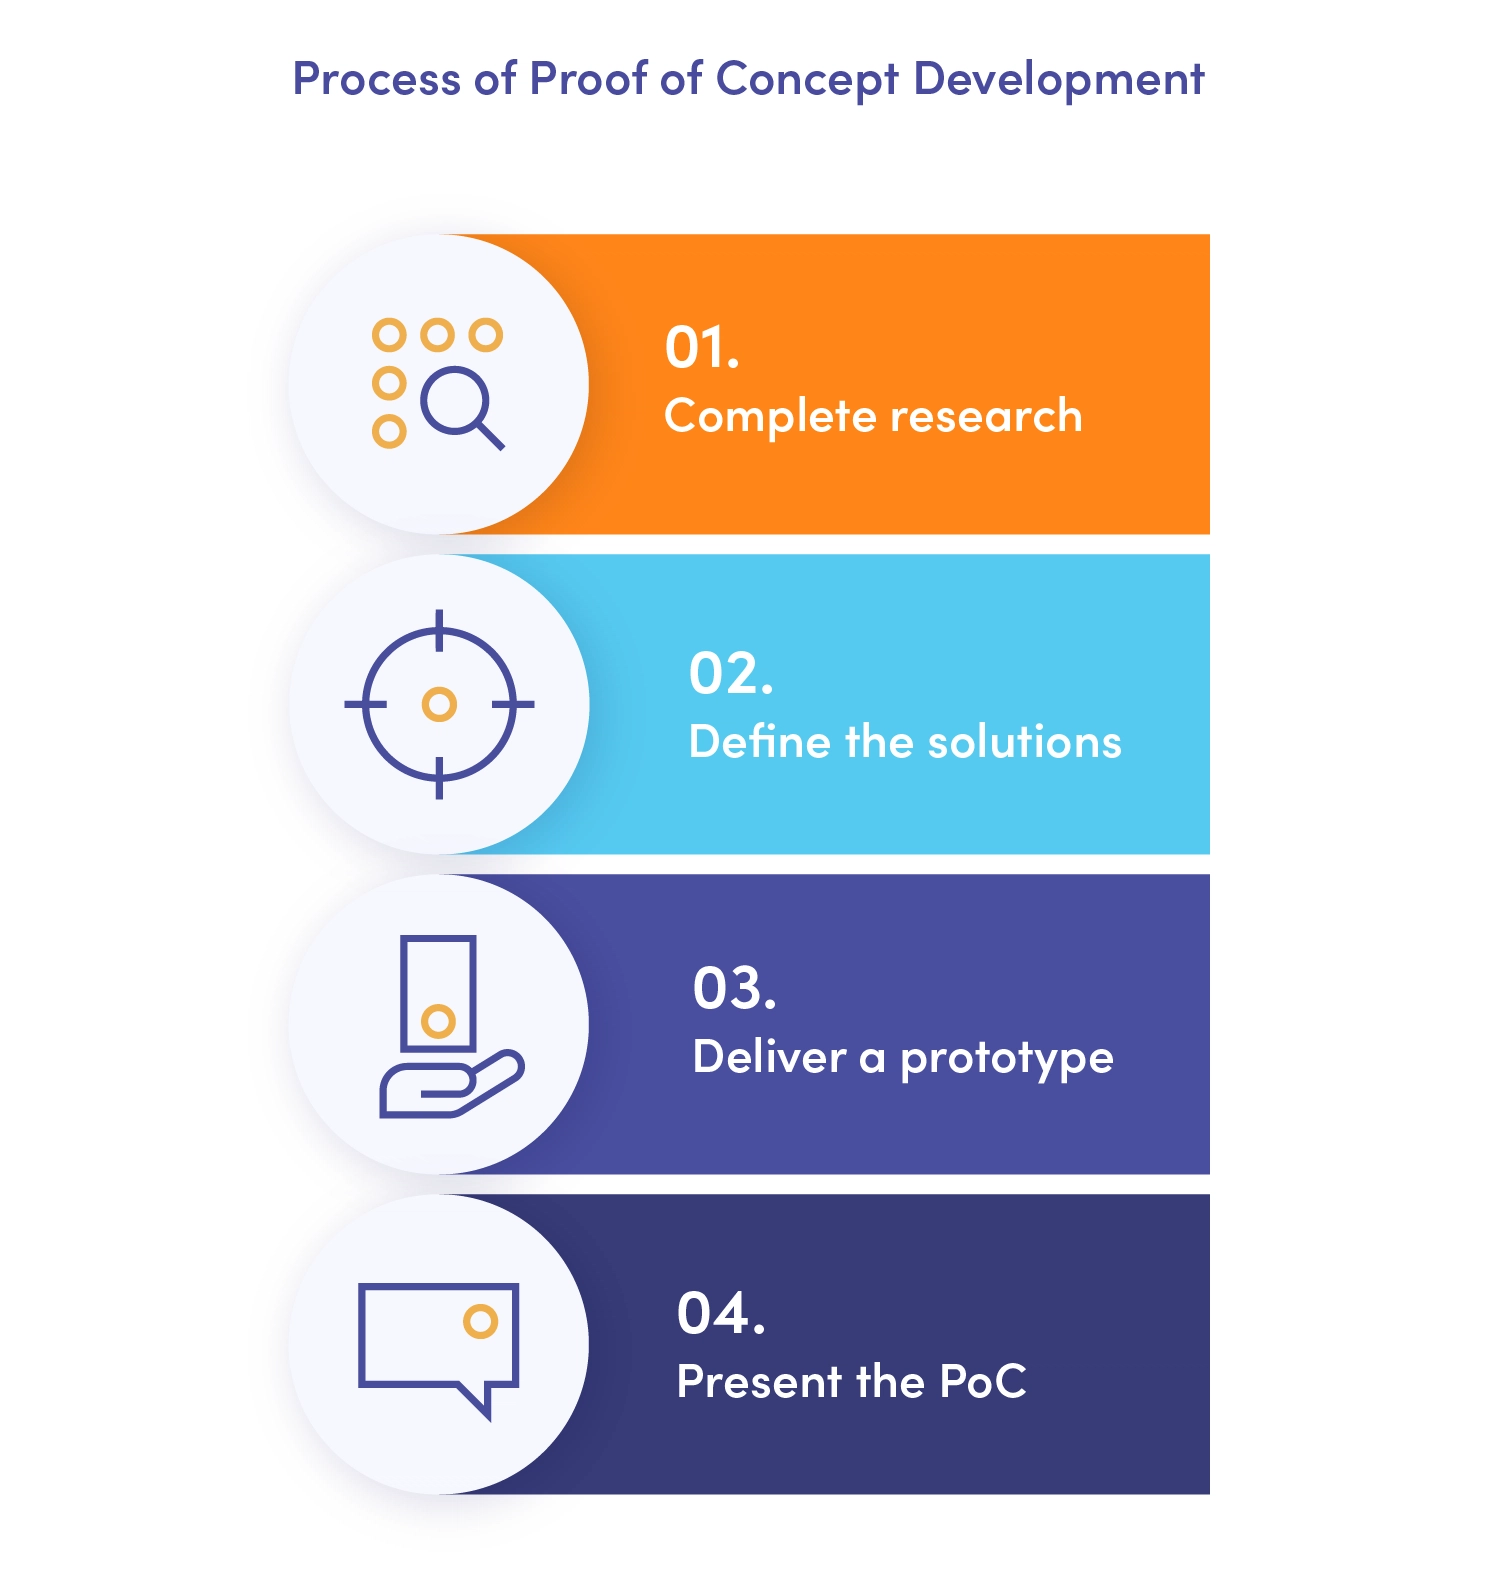 Process of Proof of Concept Development
01.
Complete research
02.
Define the solutions
03.
Deliver a prototype
04.
Present the PoC